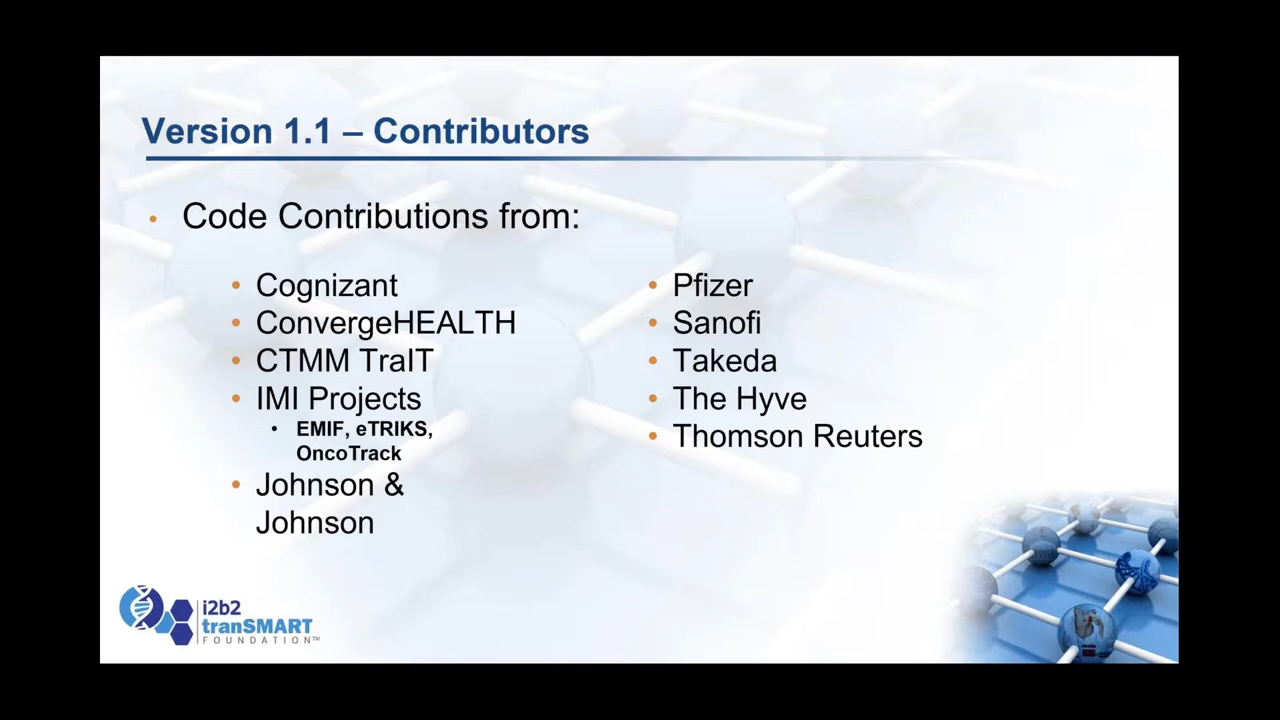 Version 1.1 – Contributors
• Code Contributions from:
• Cognizant
• ConvergeHEALTH
• CTMM TraIT
• IMI Projects
• EMIF, eTRIKS,
OncoTrack
• Johnson &
Johnson
• Pfizer
• Sanofi
• Takeda
• The Hyve
• Thomson Reuters
i2b2
tranSMART
FOUNDATION™